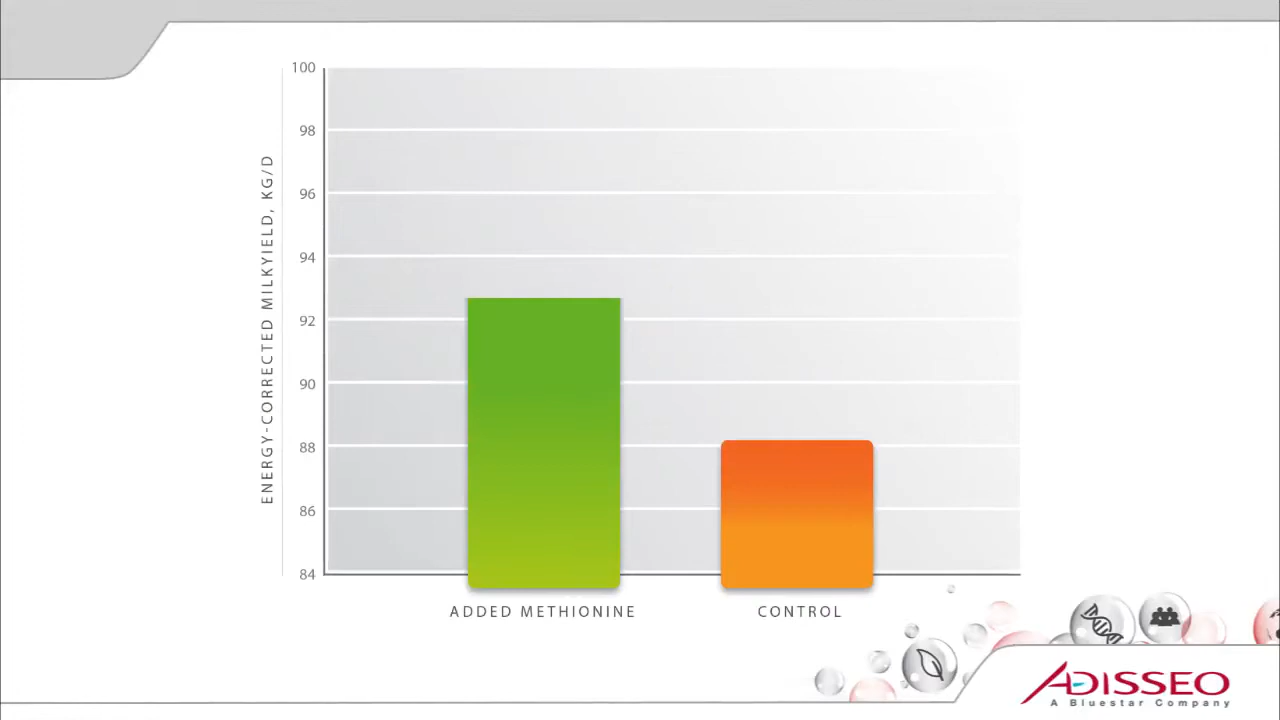 100
98
96
94
92
90
88
86
84
ENERGY-CORRECTED MILKYIELD, KG/D
ADDED METHIONINE
CONTROL
ADISSEO
A Bluestar Company